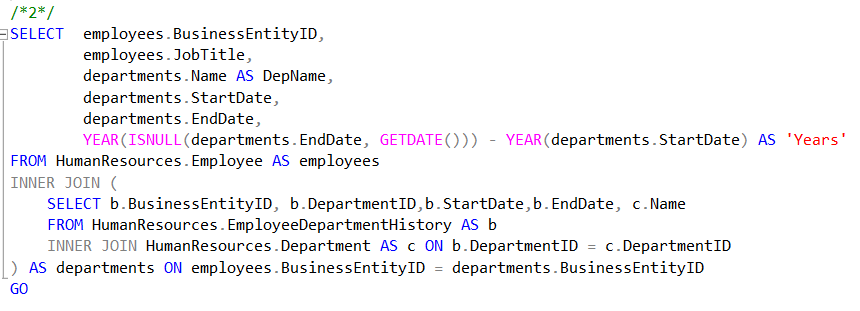 /*2*/
SELECT employees.BusinessEntityID,
employees.JobTitle,
departments.Name AS DepName,
departments.StartDate,
departments.EndDate,
YEAR(ISNULL(departments.EndDate, GETDATE())) - YEAR(departments.StartDate) AS 'Years'
FROM HumanResources.Employee AS employees
INNER JOIN (
SELECT b.BusinessEntityID, b.DepartmentID,b.StartDate,b.EndDate, c.Name
FROM HumanResources.EmployeeDepartmentHistory AS b
INNER JOIN HumanResources.Department AS c ON b.DepartmentID = c.DepartmentID
) AS departments ON employees.BusinessEntityID = departments.BusinessEntityID
GO